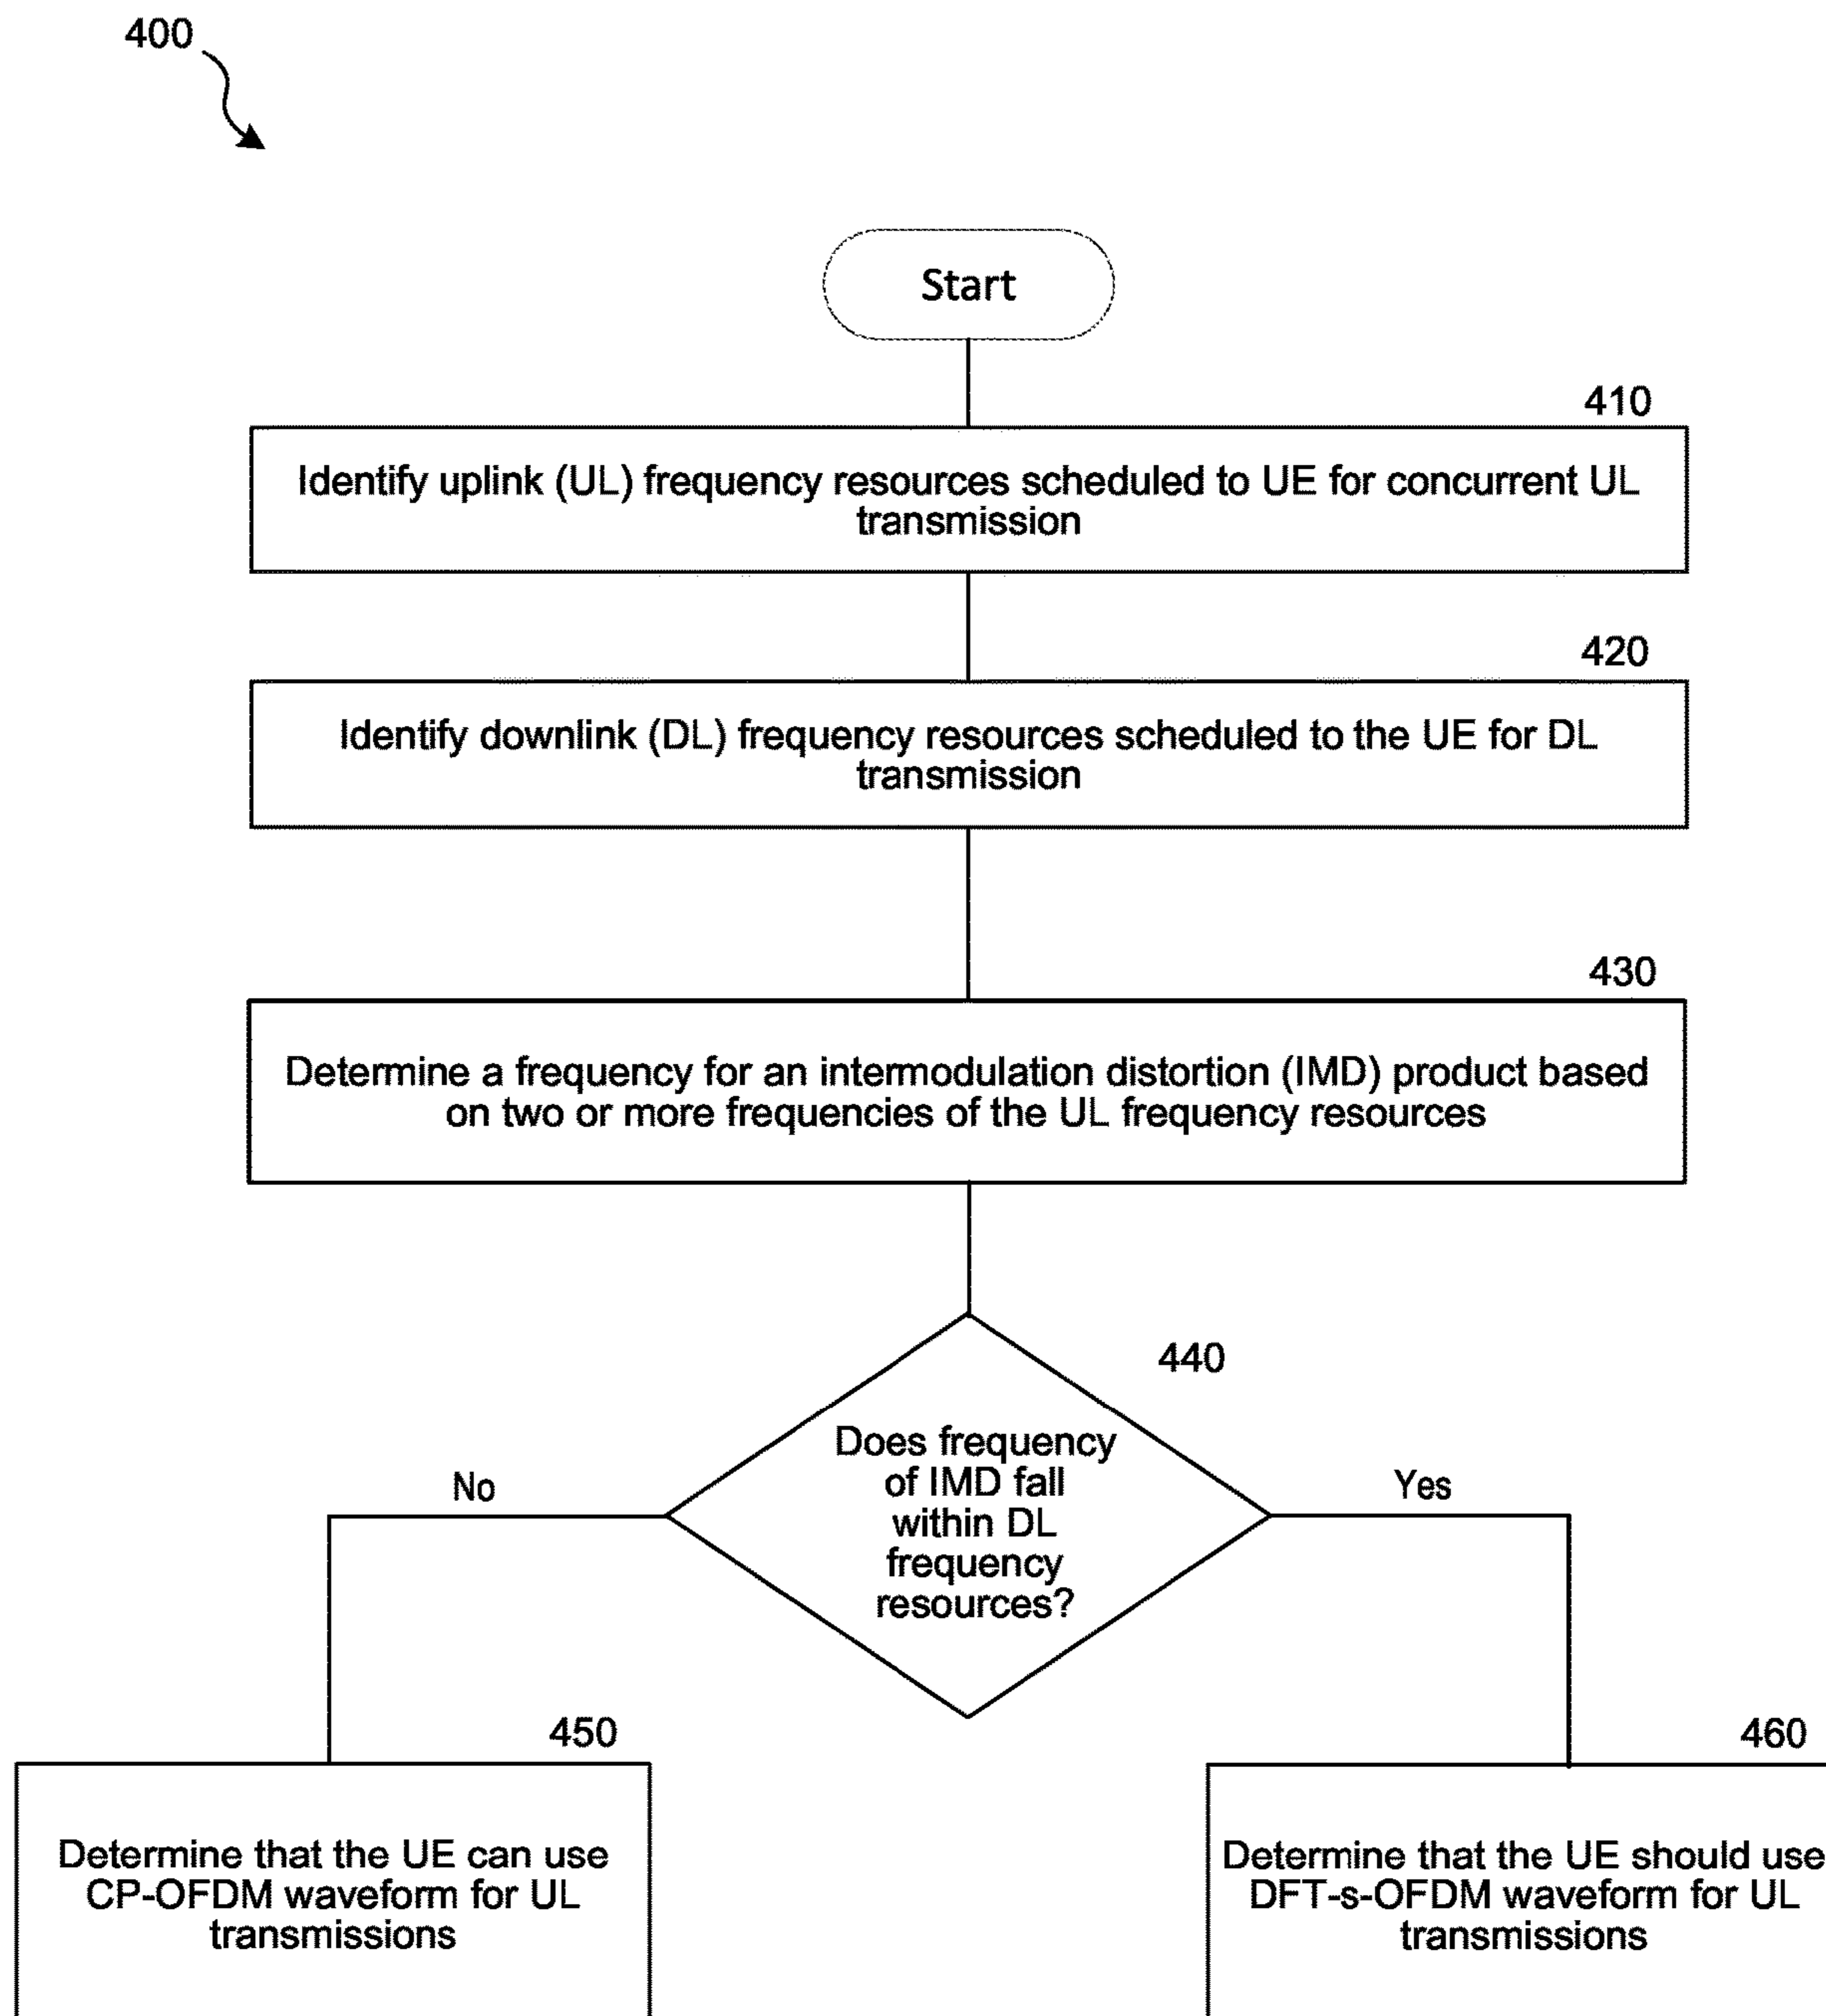 400
Start
410
Identify uplink (UL) frequency resources scheduled to UE for concurrent UL
transmission
420
Identify downlink (DL) frequency resources scheduled to the UE for DL
transmission
430
Determine a frequency for an intermodulation distortion (IMD) product based
on two or more frequencies of the UL frequency resources
440
Does frequency
of IMD fall
within DL
frequency
resources?
No
Yes
450
Determine that the UE can use
CP-OFDM waveform for UL
transmissions
460
Determine that the UE should use
DFT-s-OFDM waveform for UL
transmissions